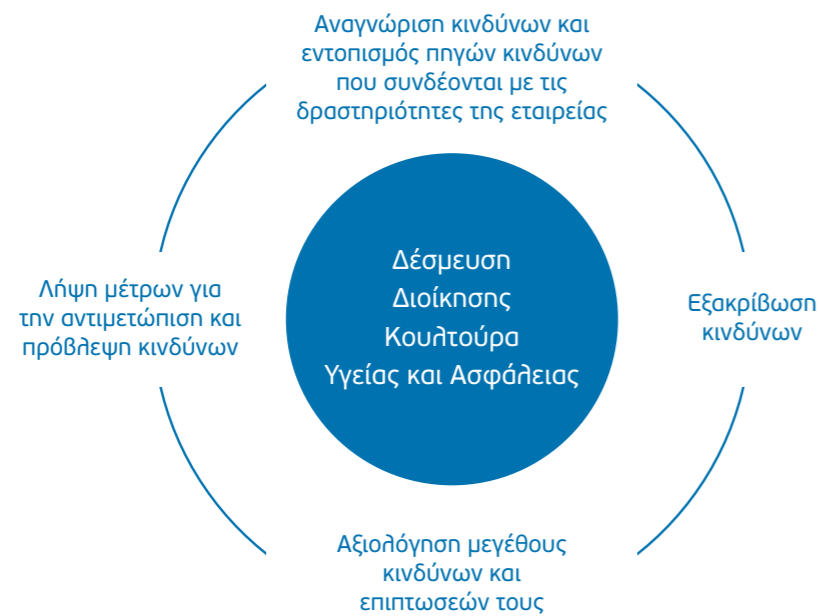 Αναγνώριση κινδύνων και
εντοπισμός πηγών κινδύνων
που συνδέονται με τις
δραστηριότητες της εταιρείας
Δέσμευση
Διοίκησης
Κουλτούρα
Υγείας και Ασφάλειας
Λήψη μέτρων για
την αντιμετώπιση και
πρόβλεψη κινδύνων
Εξακρίβωση
κινδύνων
Αξιολόγηση μεγέθους
κινδύνων και
επιπτωσεών τους